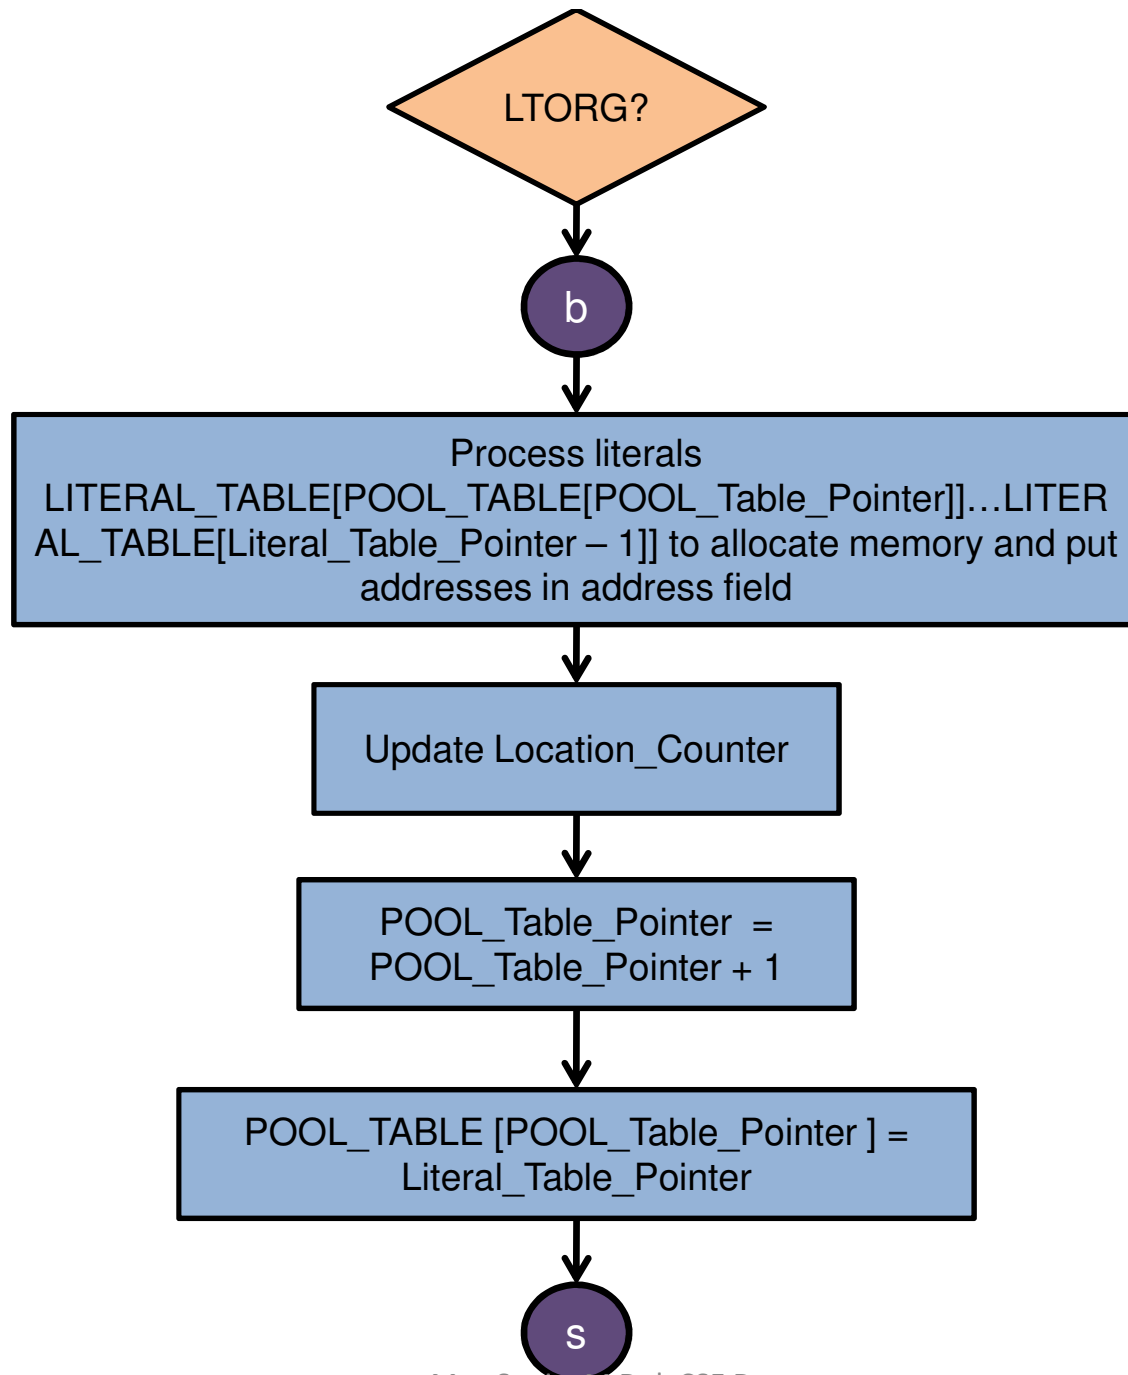 LTORG?
b
Process literals
LITERAL_TABLE[POOL_TABLE[POOL_Table_Pointer]]…LITER
AL_TABLE[Literal_Table_Pointer – 1]] to allocate memory and put
addresses in address field
Update Location_Counter
POOL_Table_Pointer =
POOL_Table_Pointer + 1
POOL_TABLE [POOL_Table_Pointer ] =
Literal_Table_Pointer
s